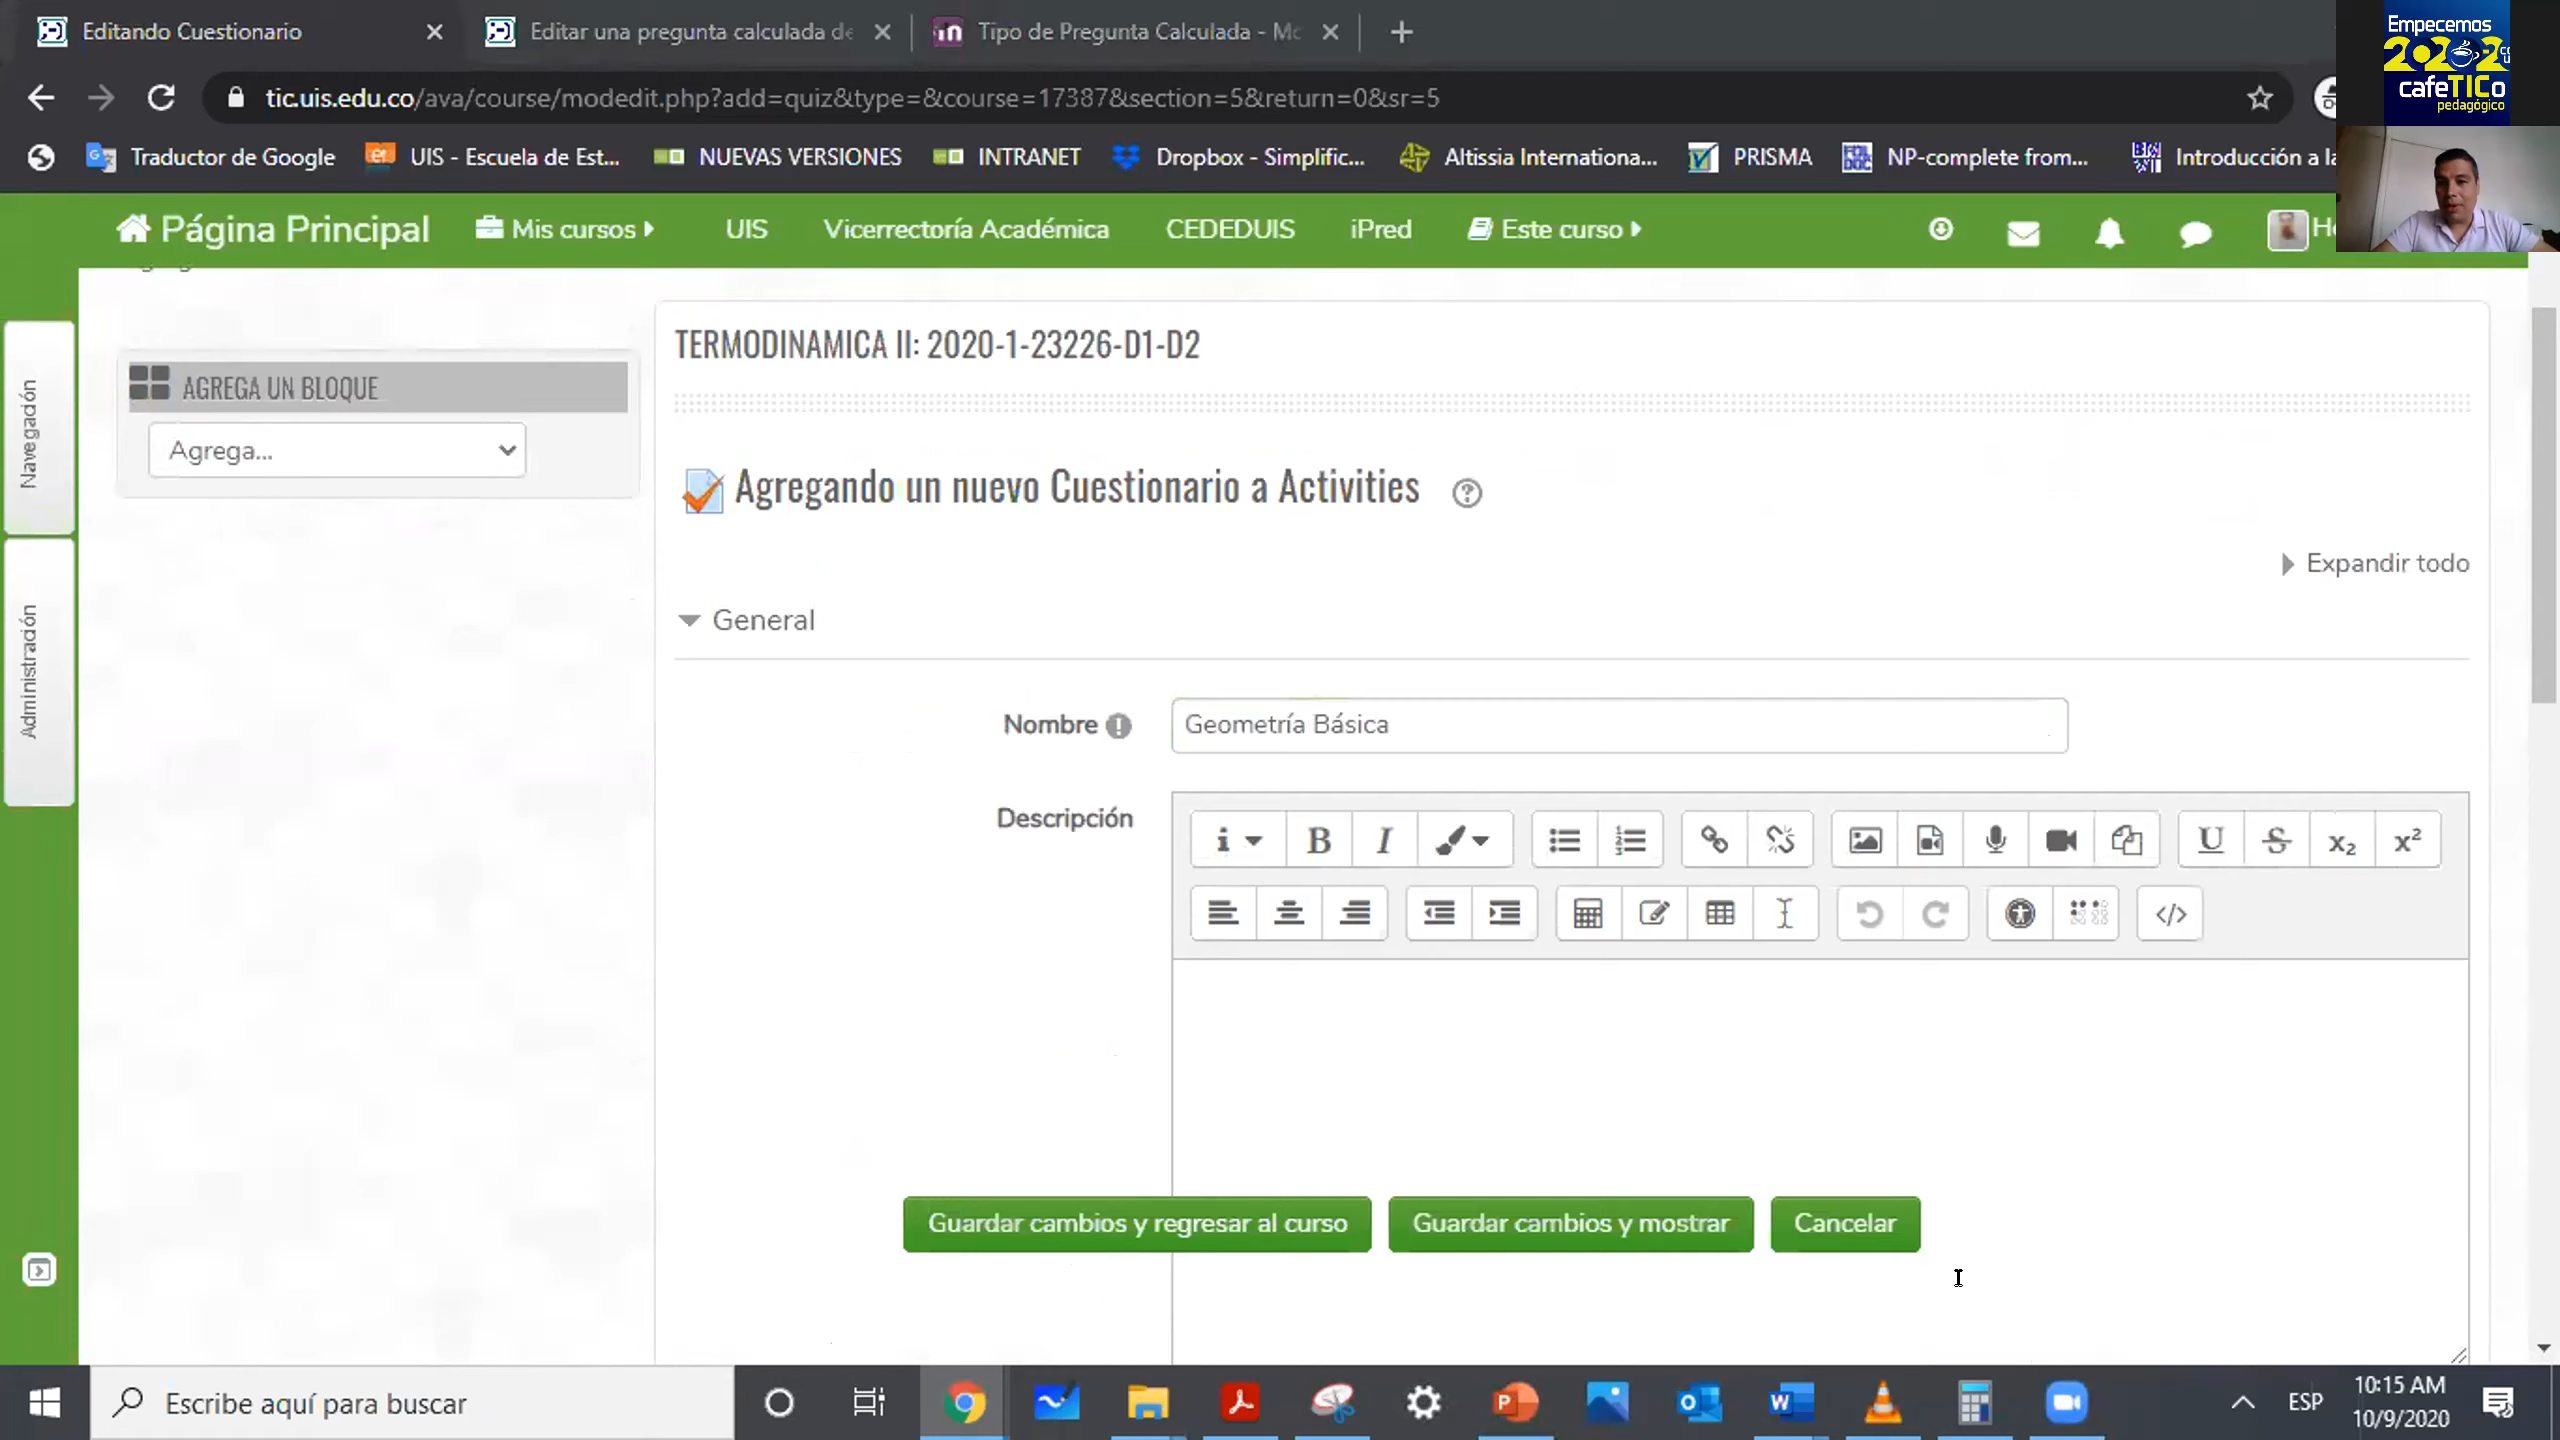 Editando Cuestionario
Editar una pregunta calculada de
Tipo de Pregunta Calculada - Mo
Empecemos
2020-2
cafeTICo
pedagógico
tic.uis.edu.co/ava/course/modedit.php?add=quiz&type=&course=17387&section=5&return=0&sr=5
Traductor de Google
UIS - Escuela de Est...
NUEVAS VERSIONES
INTRANET
Dropbox - Simplific...
Altissia Internationa...
PRISMA
NP-complete from...
Introducción a la
Página Principal
Mis cursos
UIS
Vicerrectoría Académica
CEDEDUIS
iPred
Este curso
Navegación
Administración
AGREGA UN BLOQUE
Agrega...
TERMODINAMICA II: 2020-1-23226-D1-D2
Agregando un nuevo Cuestionario a Activities
Expandir todo
General
Nombre
Geometría Básica
Descripción
Guardar cambios y regresar al curso
Guardar cambios y mostrar
Cancelar
Escribe aquí para buscar
ESP
10:15 AM
10/9/2020